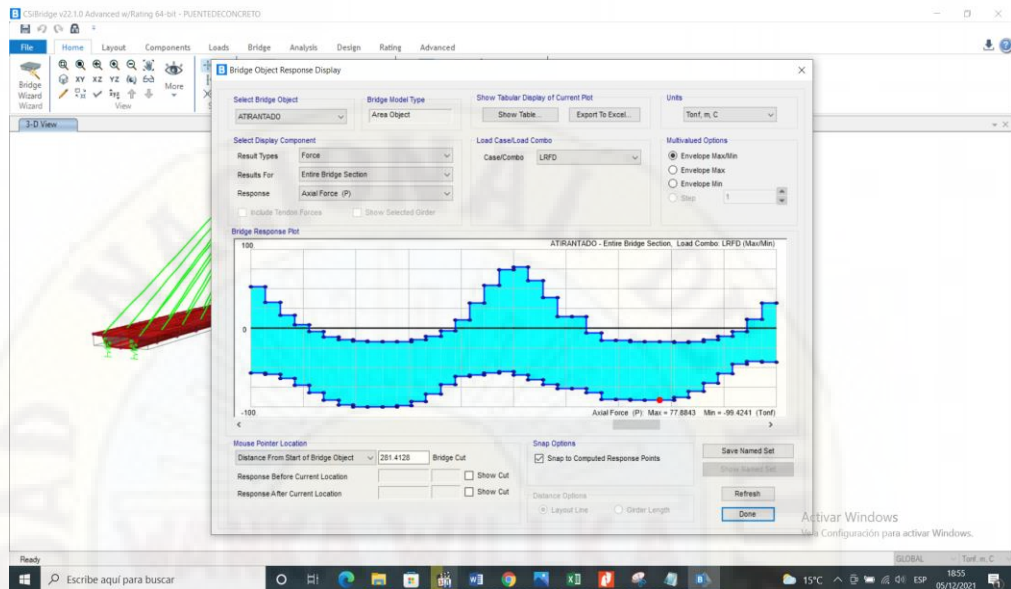 CSiBridge v22.1.0 Advanced w/Rating 64-bit - PUENTEDECONCRETO
File Home Layout Components Loads Bridge Analysis Design Rating Advanced
XY XZ YZ
More
Bridge
Wizard
Wizard
View
3-D View
Bridge Object Response Display
Select Bridge Object
ATIRANTADO
Bridge Model Type
Area Object
Show Tabular Display of Current Plot
Show Table... Export To Excel...
Units
Tonf, m, C
Select Display Component
Result Types Force
Results For Entire Bridge Section
Response Axial Force (P)
Include Tendon Forces Show Selected Girder
Load Case/Load Combo
Case/Combo LRFD
Multivalued Options
Envelope Max/Min
Envelope Max
Envelope Min
Step 1
Bridge Response Plot
100
ATIRANTADO - Entire Bridge Section, Load Combo: LRFD (Max/Min)
0
-100
Axial Force (P) Max = 77.8843 Min = -99.4241 (Tonf)
Mouse Pointer Location
Distance From Start of Bridge Object 281.4128 Bridge Cut
Response Before Current Location Show Cut
Response After Current Location Show Cut
Snap Options
Snap to Computed Response Points
Distance Options
Layout Line Girder Length
Save Named Set
Show Named Set
Refresh
Done
Activar Windows
Ve a Configuración para activar Windows.
Ready
GLOBAL Tonf, m, C
Escribe aquí para buscar
15°C
ESP
18:55
05/12/2021